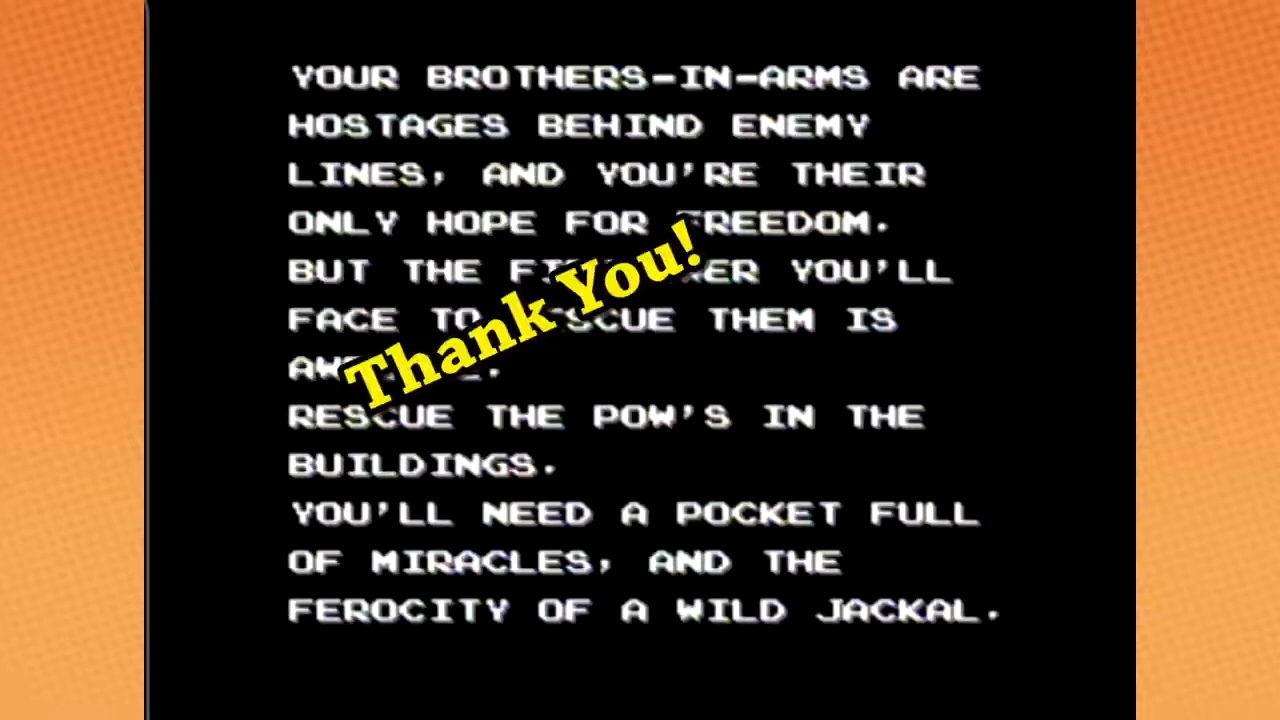 YOUR BROTHERS-IN-ARMS ARE
HOSTAGES BEHIND ENEMY
LINES, AND YOU'RE THEIR
ONLY HOPE FOR FREEDOM.
BUT THE YOU'LL
FACE TO RESCUE THEM IS
RESCUE THE POW'S IN THE
BUILDINGS.
YOU'LL NEED A POCKET FULL
OF MIRACLES, AND THE
FEROCITY OF A WILD JACKAL.
Thank You!